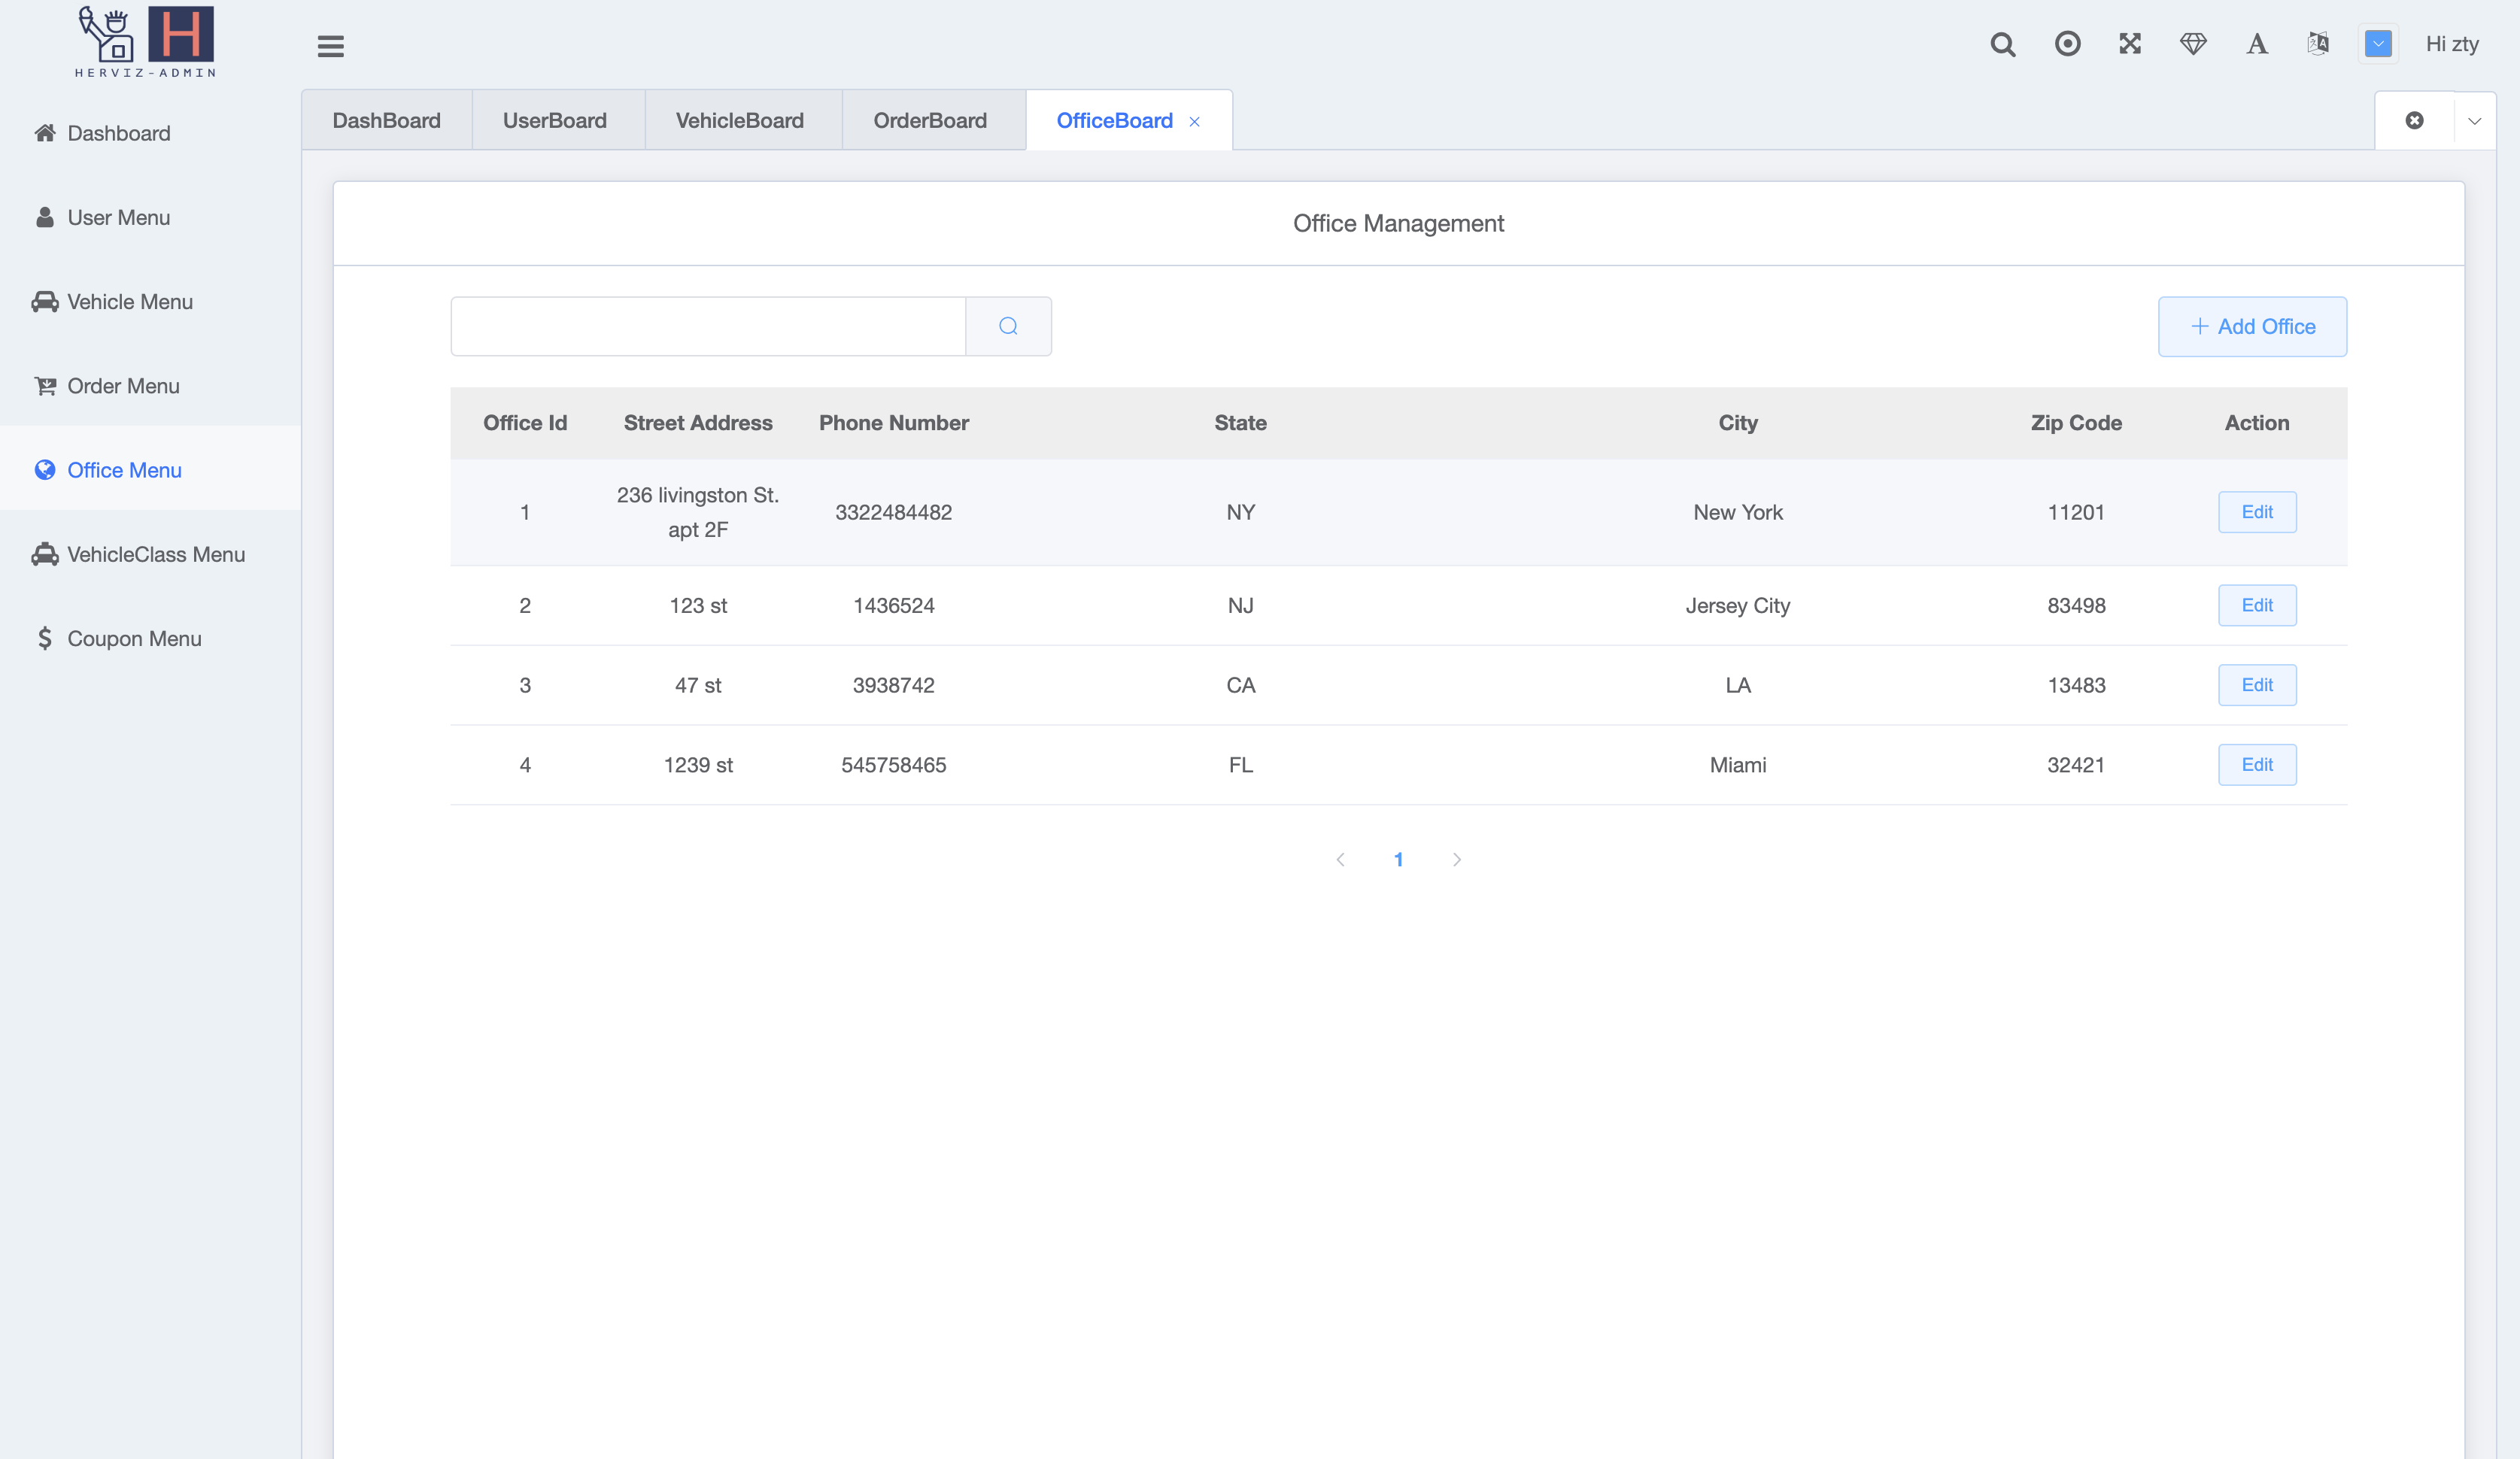 H
HERVIZ-ADMIN
Hi zty
Dashboard
User Menu
Vehicle Menu
Order Menu
Office Menu
VehicleClass Menu
Coupon Menu
DashBoard UserBoard VehicleBoard OrderBoard OfficeBoard
Office Management
Add Office
Office Id Street Address Phone Number State City Zip Code Action
1 236 livingston St. apt 2F 3322484482 NY New York 11201 Edit
2 123 st 1436524 NJ Jersey City 83498 Edit
3 47 st 3938742 CA LA 13483 Edit
4 1239 st 545758465 FL Miami 32421 Edit
1